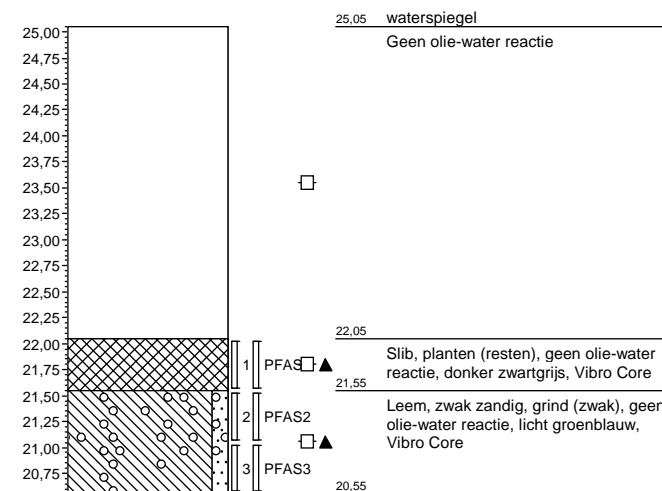 25,05 waterspiegel
25,00
Geen olie-water reactie
24,75
24,50
24,25
24,00
23,75
23,50
23,25
23,00
22,75
22,50
22,25
22,05
22,00
Slib, planten (resten), geen olie-water
21,75
1 PFAS
reactie, donker zwartgrijs, Vibro Core
21,55
21,50
Leem, zwak zandig, grind (zwak), geen
21,25
2 PFAS2
olie-water reactie, licht groenblauw,
21,00
Vibro Core
20,75
3 PFAS3
20,55